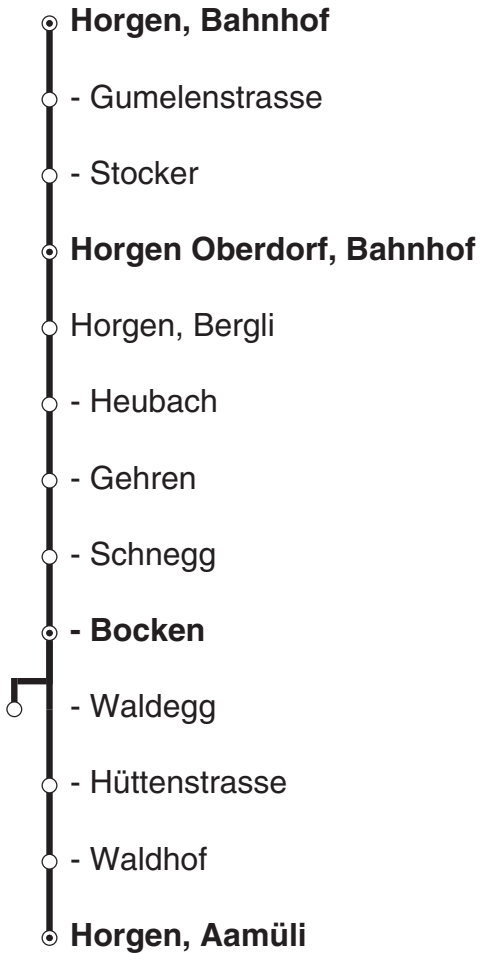 Horgen, Bahnhof
- Gumelenstrasse
- Stocker
Horgen Oberdorf, Bahnhof
Horgen, Bergli
- Heubach
- Gehren
- Schnegg
- Bocken
- Waldegg
- Hüttenstrasse
- Waldhof
Horgen, Aamüli